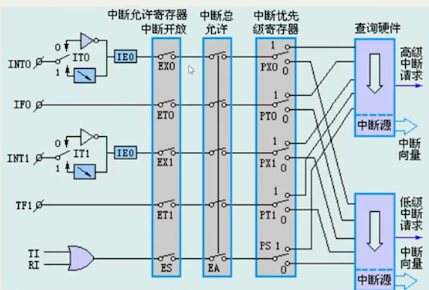 中断允许寄存器
中断开放
中断总
允许
中断优先
级寄存器
查询硬件
0
IT0
1
INT0
IE0
EX0
1
PX0
0
高级
中断
请求
IF0
ET0
1
PT0
0
中断源
中断
向量
0
IT1
1
INT1
IE0
EX1
1
PX1
0
TF1
ET1
1
PT1
0
低级
中断
请求
TI
RI
ES
EA
PS 1
0
中断源
中断
向量